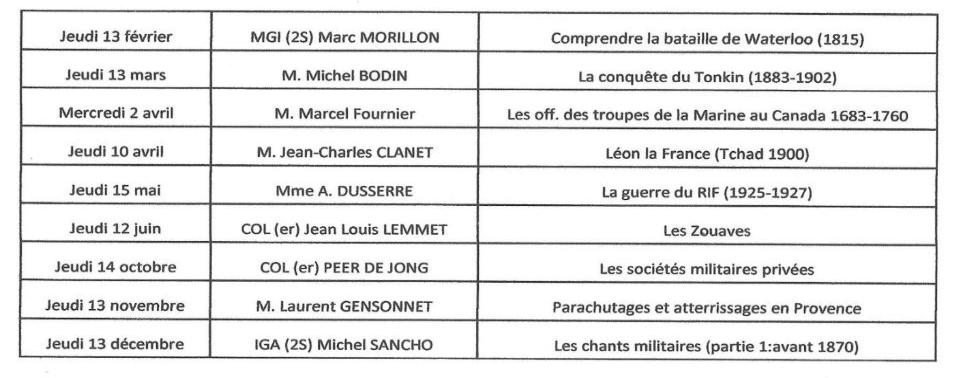 Jeudi 13 février MGI (2S) Marc MORILLON Comprendre la bataille de Waterloo (1815)
Jeudi 13 mars M. Michel BODIN La conquête du Tonkin (1883-1902)
Mercredi 2 avril M. Marcel Fournier Les off. des troupes de la Marine au Canada 1683-1760
Jeudi 10 avril M. Jean-Charles CLANET Léon la France (Tchad 1900)
Jeudi 15 mai Mme A. DUSSERRE La guerre du RIF (1925-1927)
Jeudi 12 juin COL (er) Jean Louis LEMMET Les Zouaves
Jeudi 14 octobre COL (er) PEER DE JONG Les sociétés militaires privées
Jeudi 13 novembre M. Laurent GENSONNET Parachutages et atterrissages en Provence
Jeudi 13 décembre IGA (2S) Michel SANCHO Les chants militaires (partie 1:avant 1870)